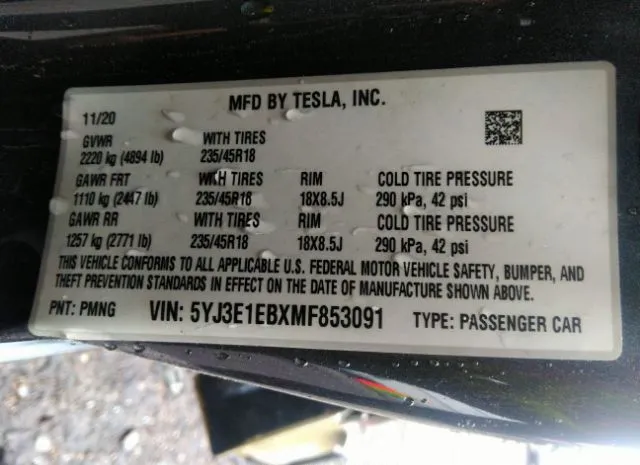 MFD BY TESLA, INC.
11/20
GVWR WITH TIRES
2220 kg (4894 lb) 235/45R18
GAWR FRT WITH TIRES RIM COLD TIRE PRESSURE
1110 kg (2447 lb) 235/45R18 18X8.5J 290 kPa, 42 psi
GAWR RR WITH TIRES RIM COLD TIRE PRESSURE
1257 kg (2771 lb) 235/45R18 18X8.5J 290 kPa, 42 psi
THIS VEHICLE CONFORMS TO ALL APPLICABLE U.S. FEDERAL MOTOR VEHICLE SAFETY, BUMPER, AND
THEFT PREVENTION STANDARDS IN EFFECT ON THE DATE OF MANUFACTURE SHOWN ABOVE.
PNT: PMNG VIN: 5YJ3E1EBXMF853091 TYPE: PASSENGER CAR